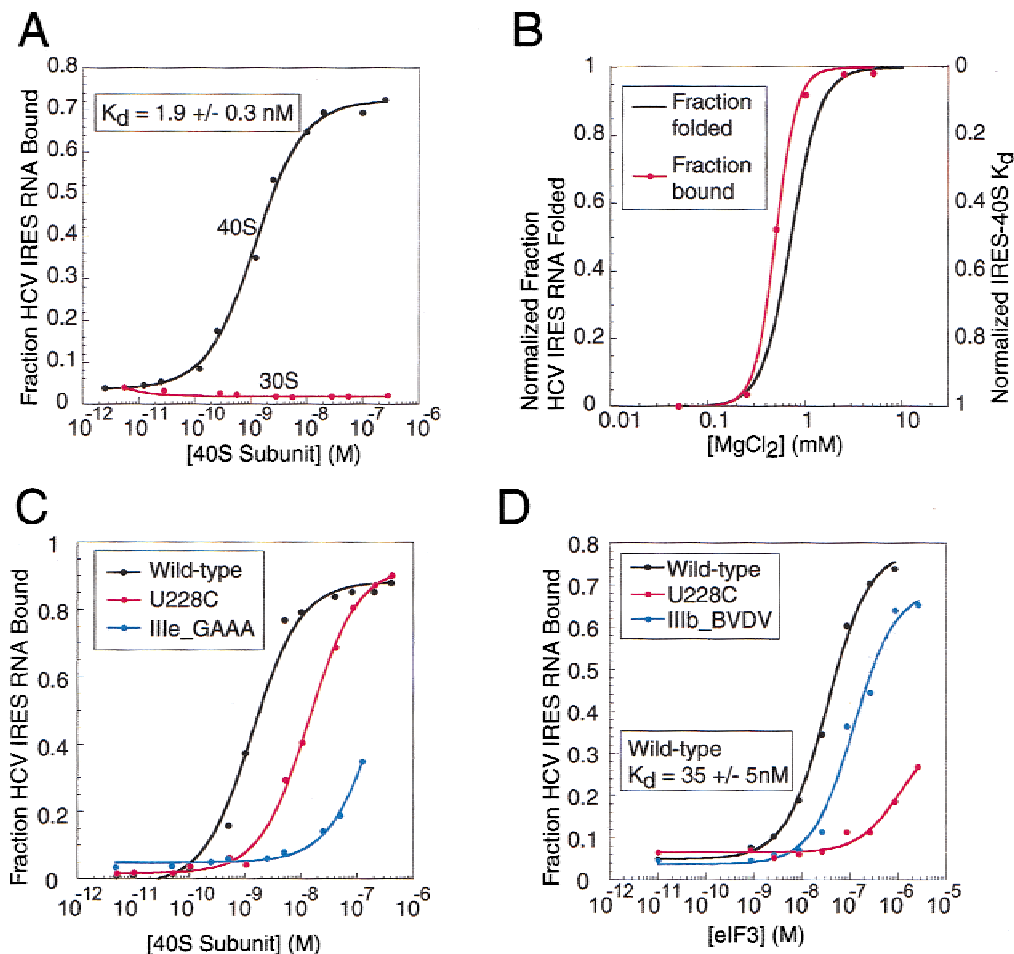 A
0.8
0.7
0.6
0.5
0.4
0.3
0.2
0.1
0
Fraction HCV IRES RNA Bound
Kd = 1.9 +/- 0.3 nM
40S
30S
10-12
10-11
10-10
10-9
10-8
10-7
10-6
[40S Subunit] (M)
B
1
0.8
0.6
0.4
0.2
0
Normalized Fraction
HCV IRES RNA Folded
Fraction
folded
Fraction
bound
0
0.2
0.4
0.6
0.8
1
Normalized IRES-40S Kd
0.01
0.1
1
10
[MgCl2] (mM)
C
1
0.8
0.6
0.4
0.2
0
Fraction HCV IRES RNA Bound
Wild-type
U228C
IIIe_GAAA
10-12
10-11
10-10
10-9
10-8
10-7
10-6
[40S Subunit] (M)
D
0.8
0.7
0.6
0.5
0.4
0.3
0.2
0.1
0
Fraction HCV IRES RNA Bound
Wild-type
U228C
IIIb_BVDV
Wild-type
Kd = 35 +/- 5nM
10-12
10-11
10-10
10-9
10-8
10-7
10-6
10-5
[eIF3] (M)